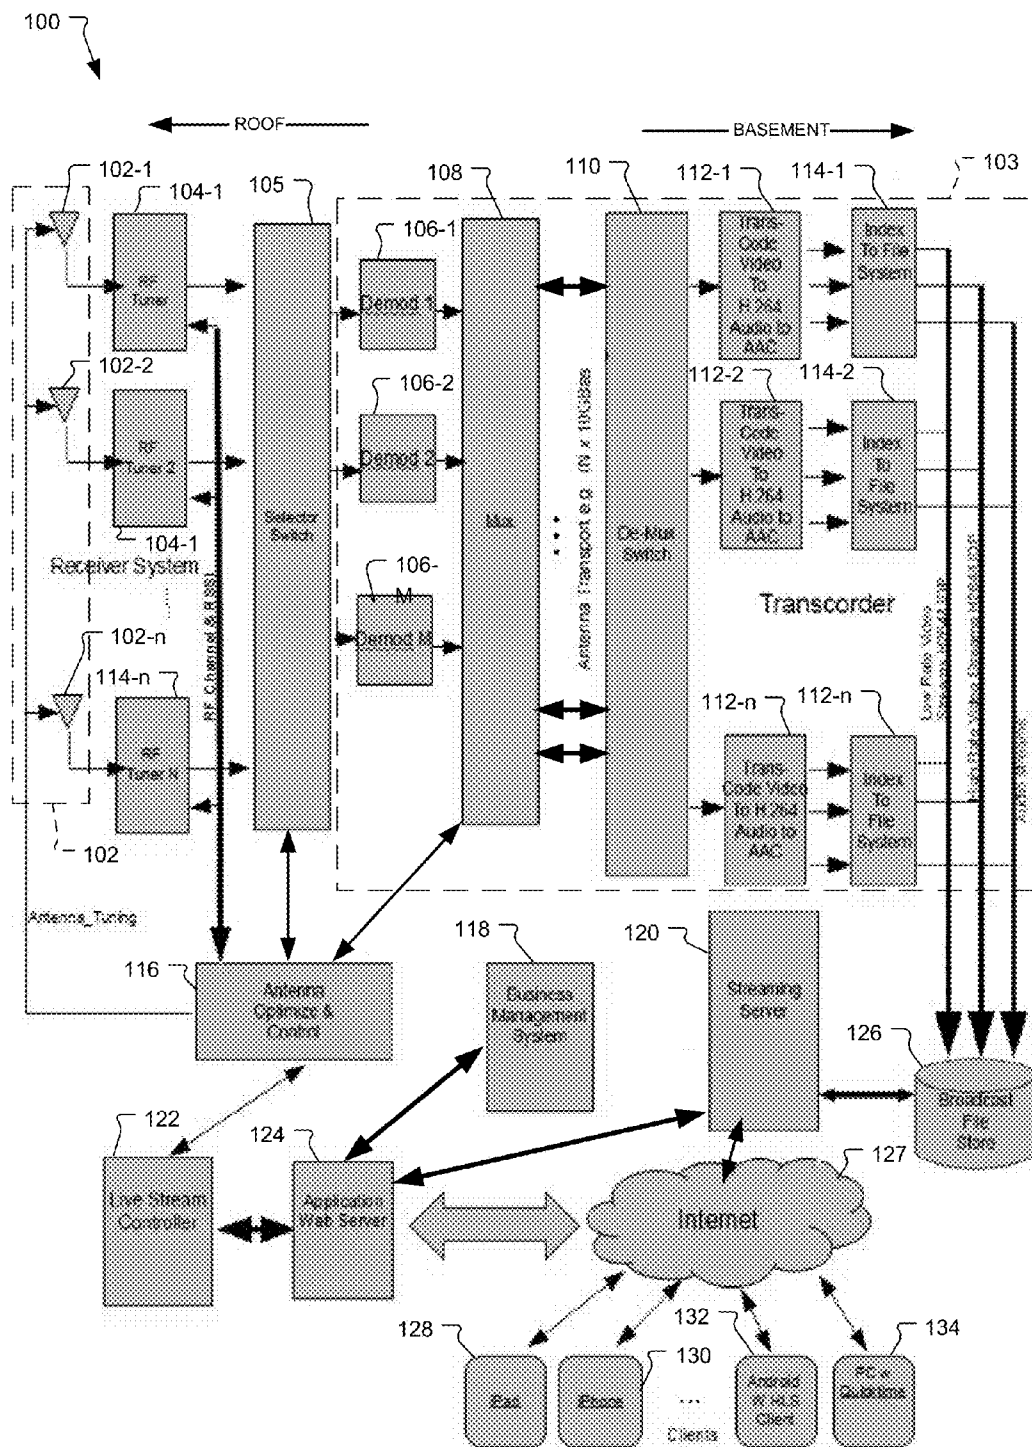 100
ROOF
BASEMENT
102-1
104-1
105
108
110
112-1
114-1
103
RF
Tuner
106-1
Demod 1
Trans-
Code
Video
To
H.264
Audio to
AAC
Index
To File
System
102-2
RF
Tuner 2
104-1
Receiver System
106-2
Demod 2
Selector
Switch
Mux
Antenna Transport e.g.
De-Mux
Switch
112-2
Trans-
Code
Video
To
H.264
Audio to
AAC
114-2
Index
To
File
System
Transcorder
106-
M
Demod M
RF Channel & RSSI
102-n
114-n
RF
Tuner N
102
112-n
Trans-
Code Video
To H.264
Audio to
AAC
112-n
Index
To
File
System
Low Rate Video
High Rate Video Streams
Antenna_Tuning
116
Antenna
Optimize &
Control
118
Business
Management
System
120
Streaming
Server
126
Broadcast
File
Store
122
Live Stream
Controller
124
Application
Web Server
127
Internet
128
iPad
iPhone
130
...
Clients
132
Android
W HLS
Client
134
PC w
Quicktime